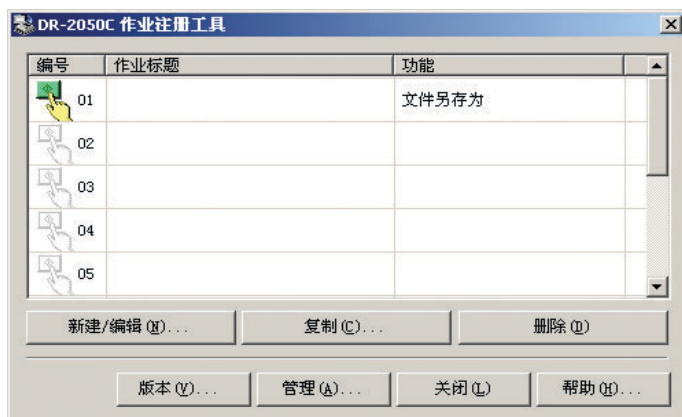 DR-2050C 作业注册工具
编号 作业标题 功能
01 文件另存为
02
03
04
05
新建/编辑(N)... 复制(C)... 删除(D)
版本(V)... 管理(A)... 关闭(L) 帮助(H)...